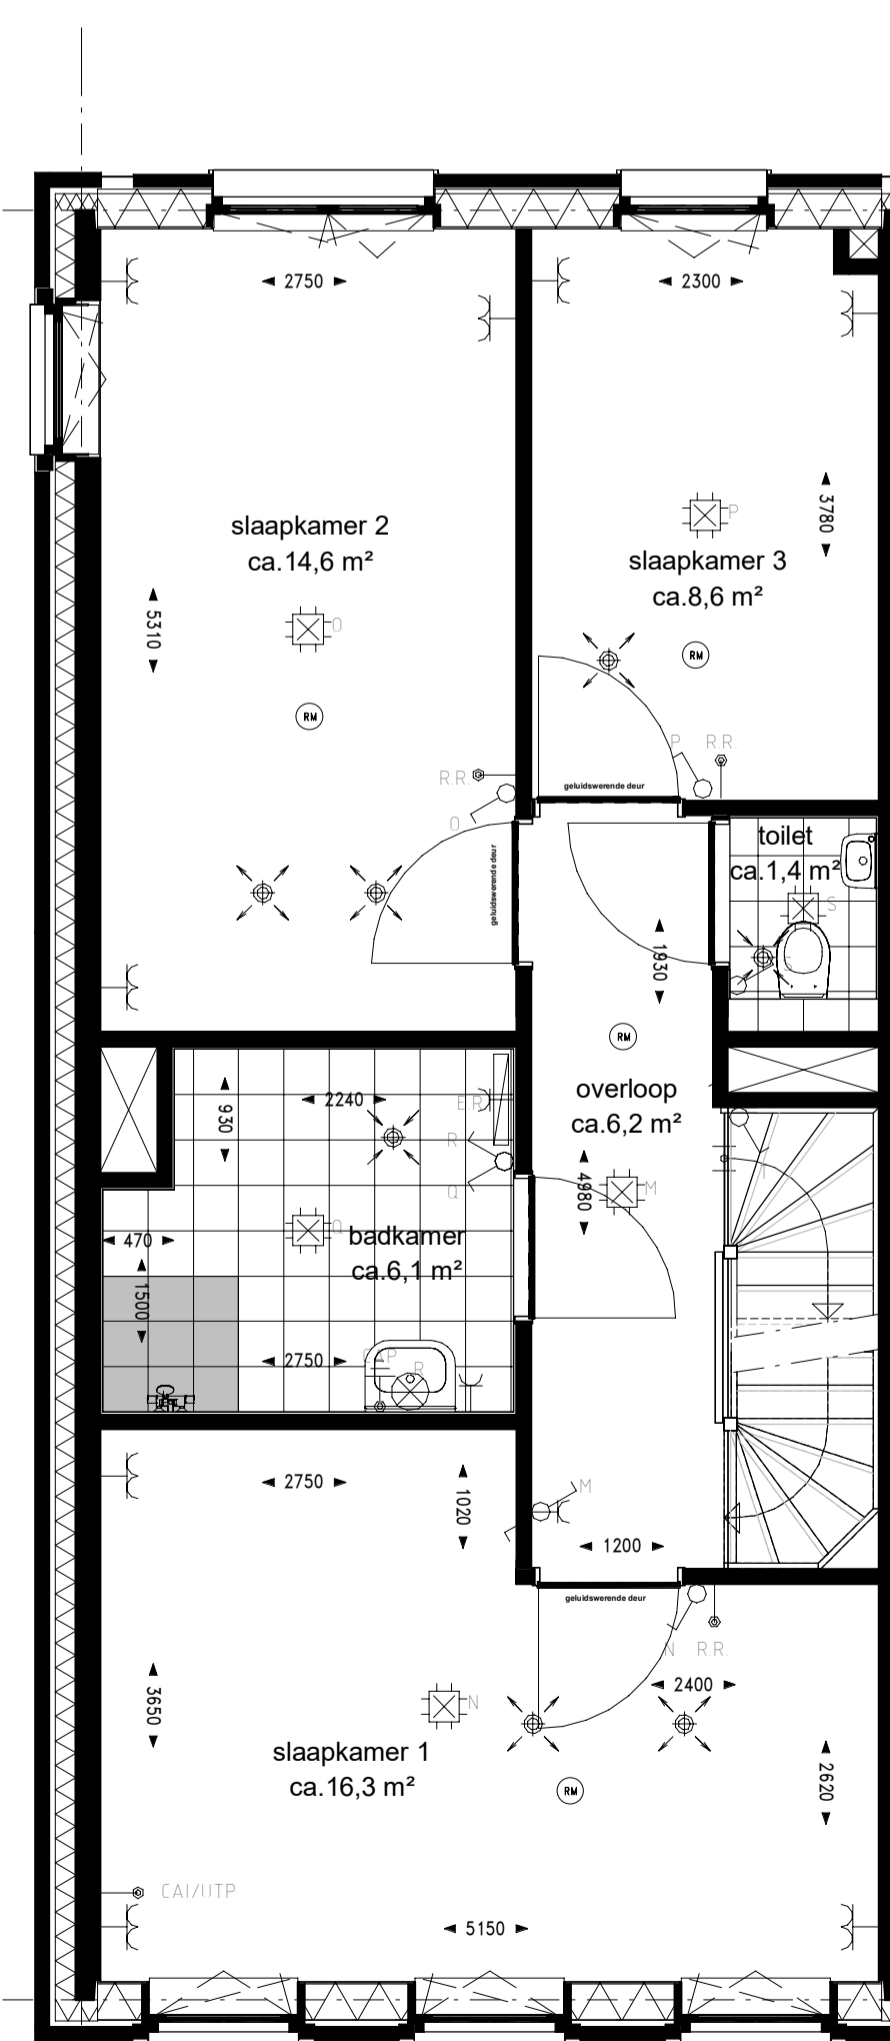 2750
2300
slaapkamer 2
ca.14,6 m²
P
3780
slaapkamer 3
ca.8,6 m²
5310
O
RM
RM
P
R.R.
R.R.
O
geluidswerende deur
geluidswerende deur
toilet
ca.1,4 m²
S
1930
RM
overloop
ca.6,2 m²
930
2240
E.R.
R
Q
4980
M
Q
badkamer
ca.6,1 m²
470
1500
2750
R
2750
1020
M
1200
geluidswerende deur
N
R.R.
2400
3650
N
slaapkamer 1
ca.16,3 m²
RM
2620
CAI/UTP
5150